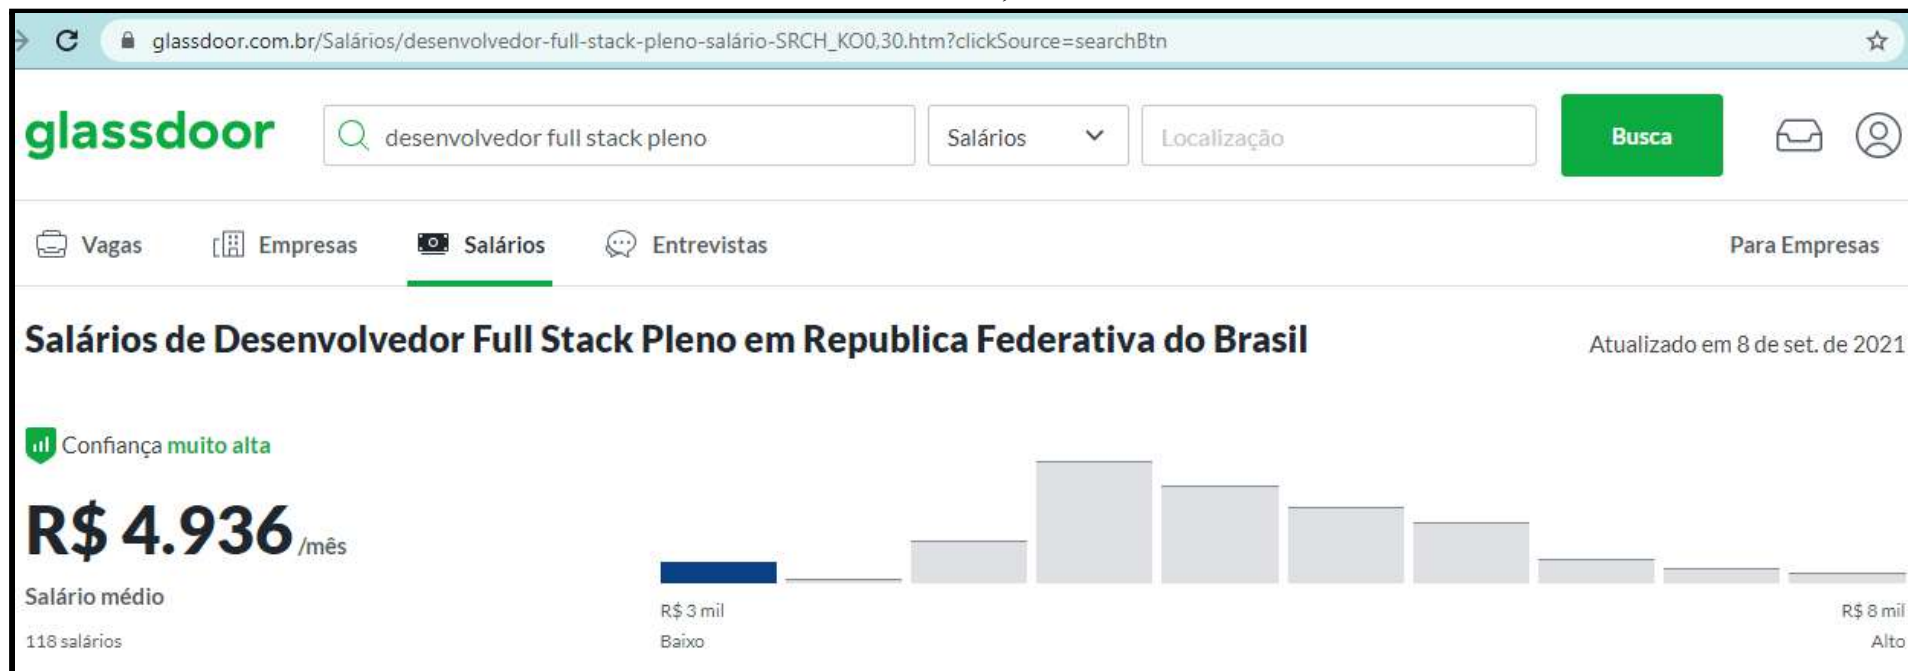 glassdoor.com.br/Salários/desenvolvedor-full-stack-pleno-salário-SRCH_KO0,30.htm?clickSource=searchBtn
glassdoor desenvolvedor full stack pleno Salários Localização Busca
Vagas Empresas Salários Entrevistas Para Empresas
Salários de Desenvolvedor Full Stack Pleno em Republica Federativa do Brasil Atualizado em 8 de set. de 2021
Confiança muito alta
R$ 4.936 /mês
Salário médio
118 salários
R$ 3 mil R$ 8 mil
Baixo Alto